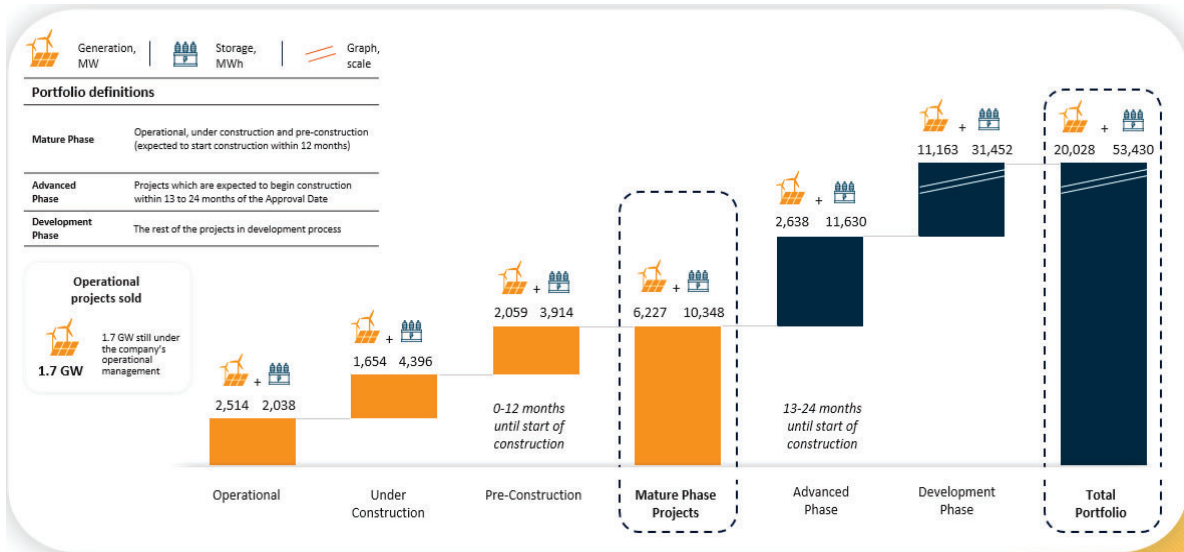 Generation,
MW
Storage,
MWh
Graph,
scale
Portfolio definitions
Mature Phase
Operational, under construction and pre-construction
(expected to start construction within 12 months)
Advanced
Phase
Projects which are expected to begin construction
within 13 to 24 months of the Approval Date
Development
Phase
The rest of the projects in development process
Operational
projects sold
1.7 GW
1.7 GW still under
the company's
operational
management
+
2,514 2,038
+
1,654 4,396
+
2,059 3,914
0-12 months
until start of
construction
+
6,227 10,348
+
2,638 11,630
13-24 months
until start of
construction
+
11,163 31,452
+
20,028 53,430
Operational
Under
Construction
Pre-Construction
Mature Phase
Projects
Advanced
Phase
Development
Phase
Total
Portfolio